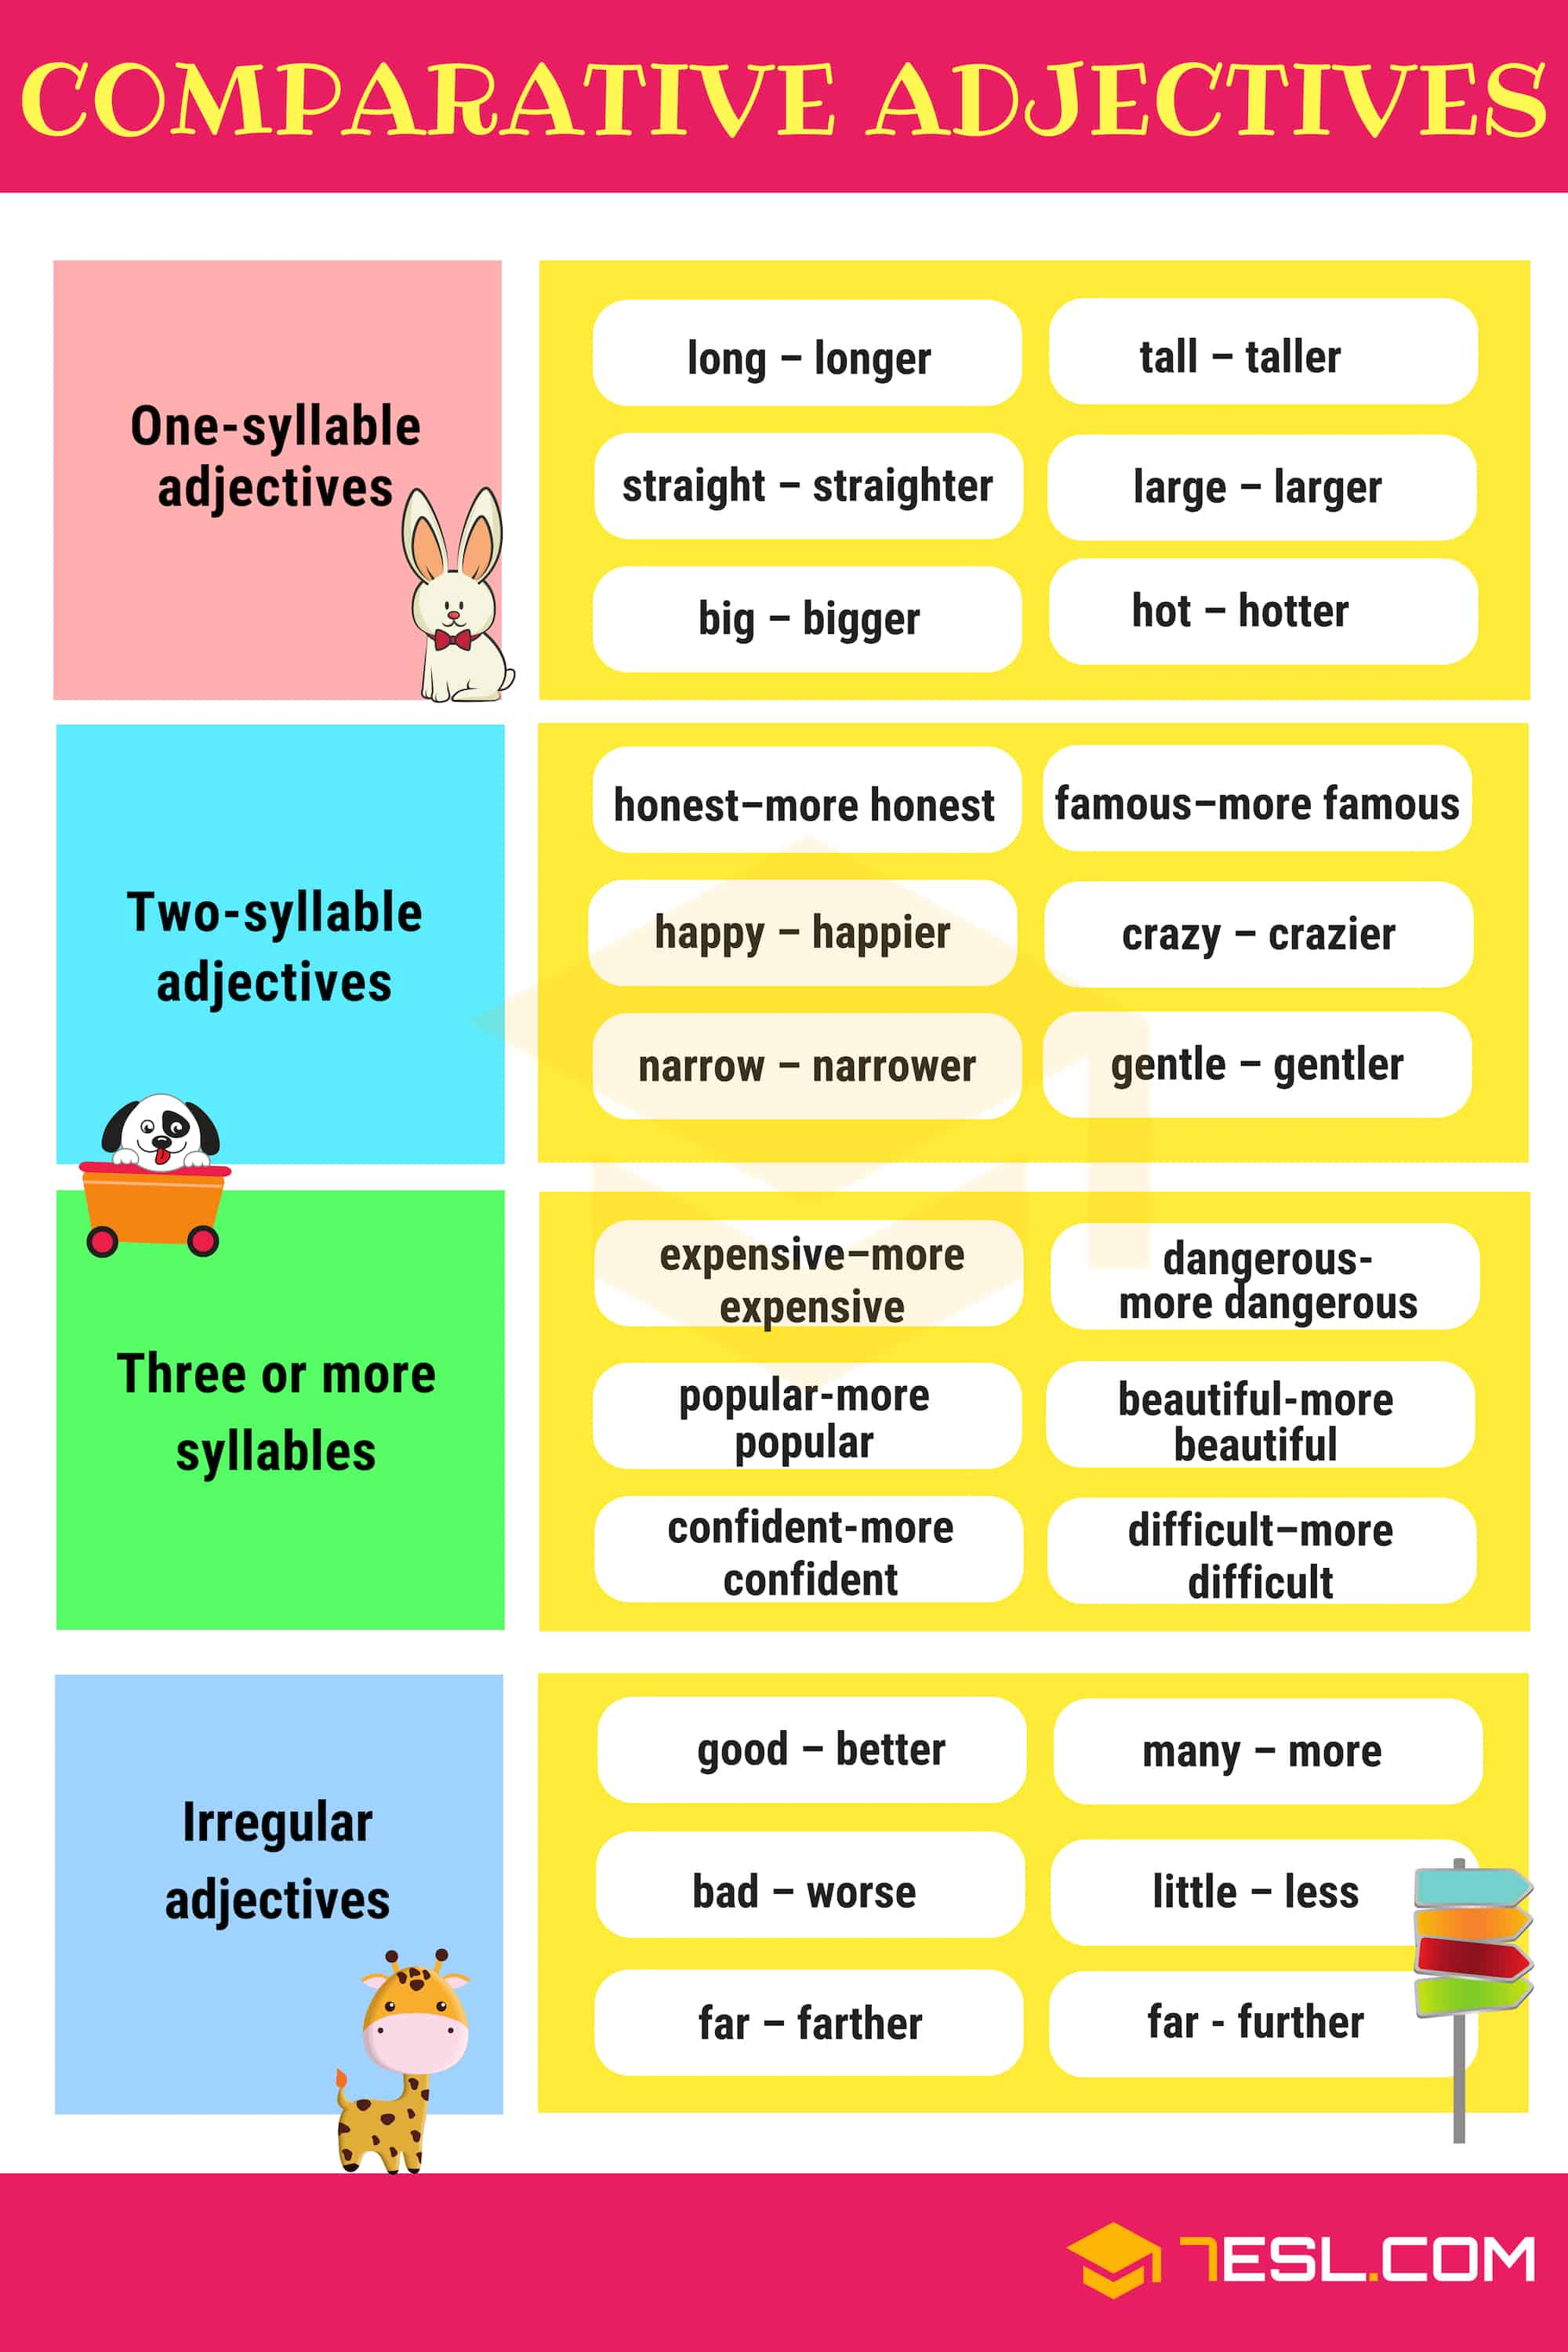 COMPARATIVE ADJECTIVES
One-syllable
adjectives
long – longer
tall – taller
straight – straighter
large – larger
big – bigger
hot – hotter
Two-syllable
adjectives
honest–more honest
famous–more famous
happy – happier
crazy – crazier
narrow – narrower
gentle – gentler
Three or more
syllables
expensive–more
expensive
dangerous-
more dangerous
popular-more
popular
beautiful-more
beautiful
confident-more
confident
difficult–more
difficult
Irregular
adjectives
good – better
many – more
bad – worse
little – less
far – farther
far - further
7ESL.COM